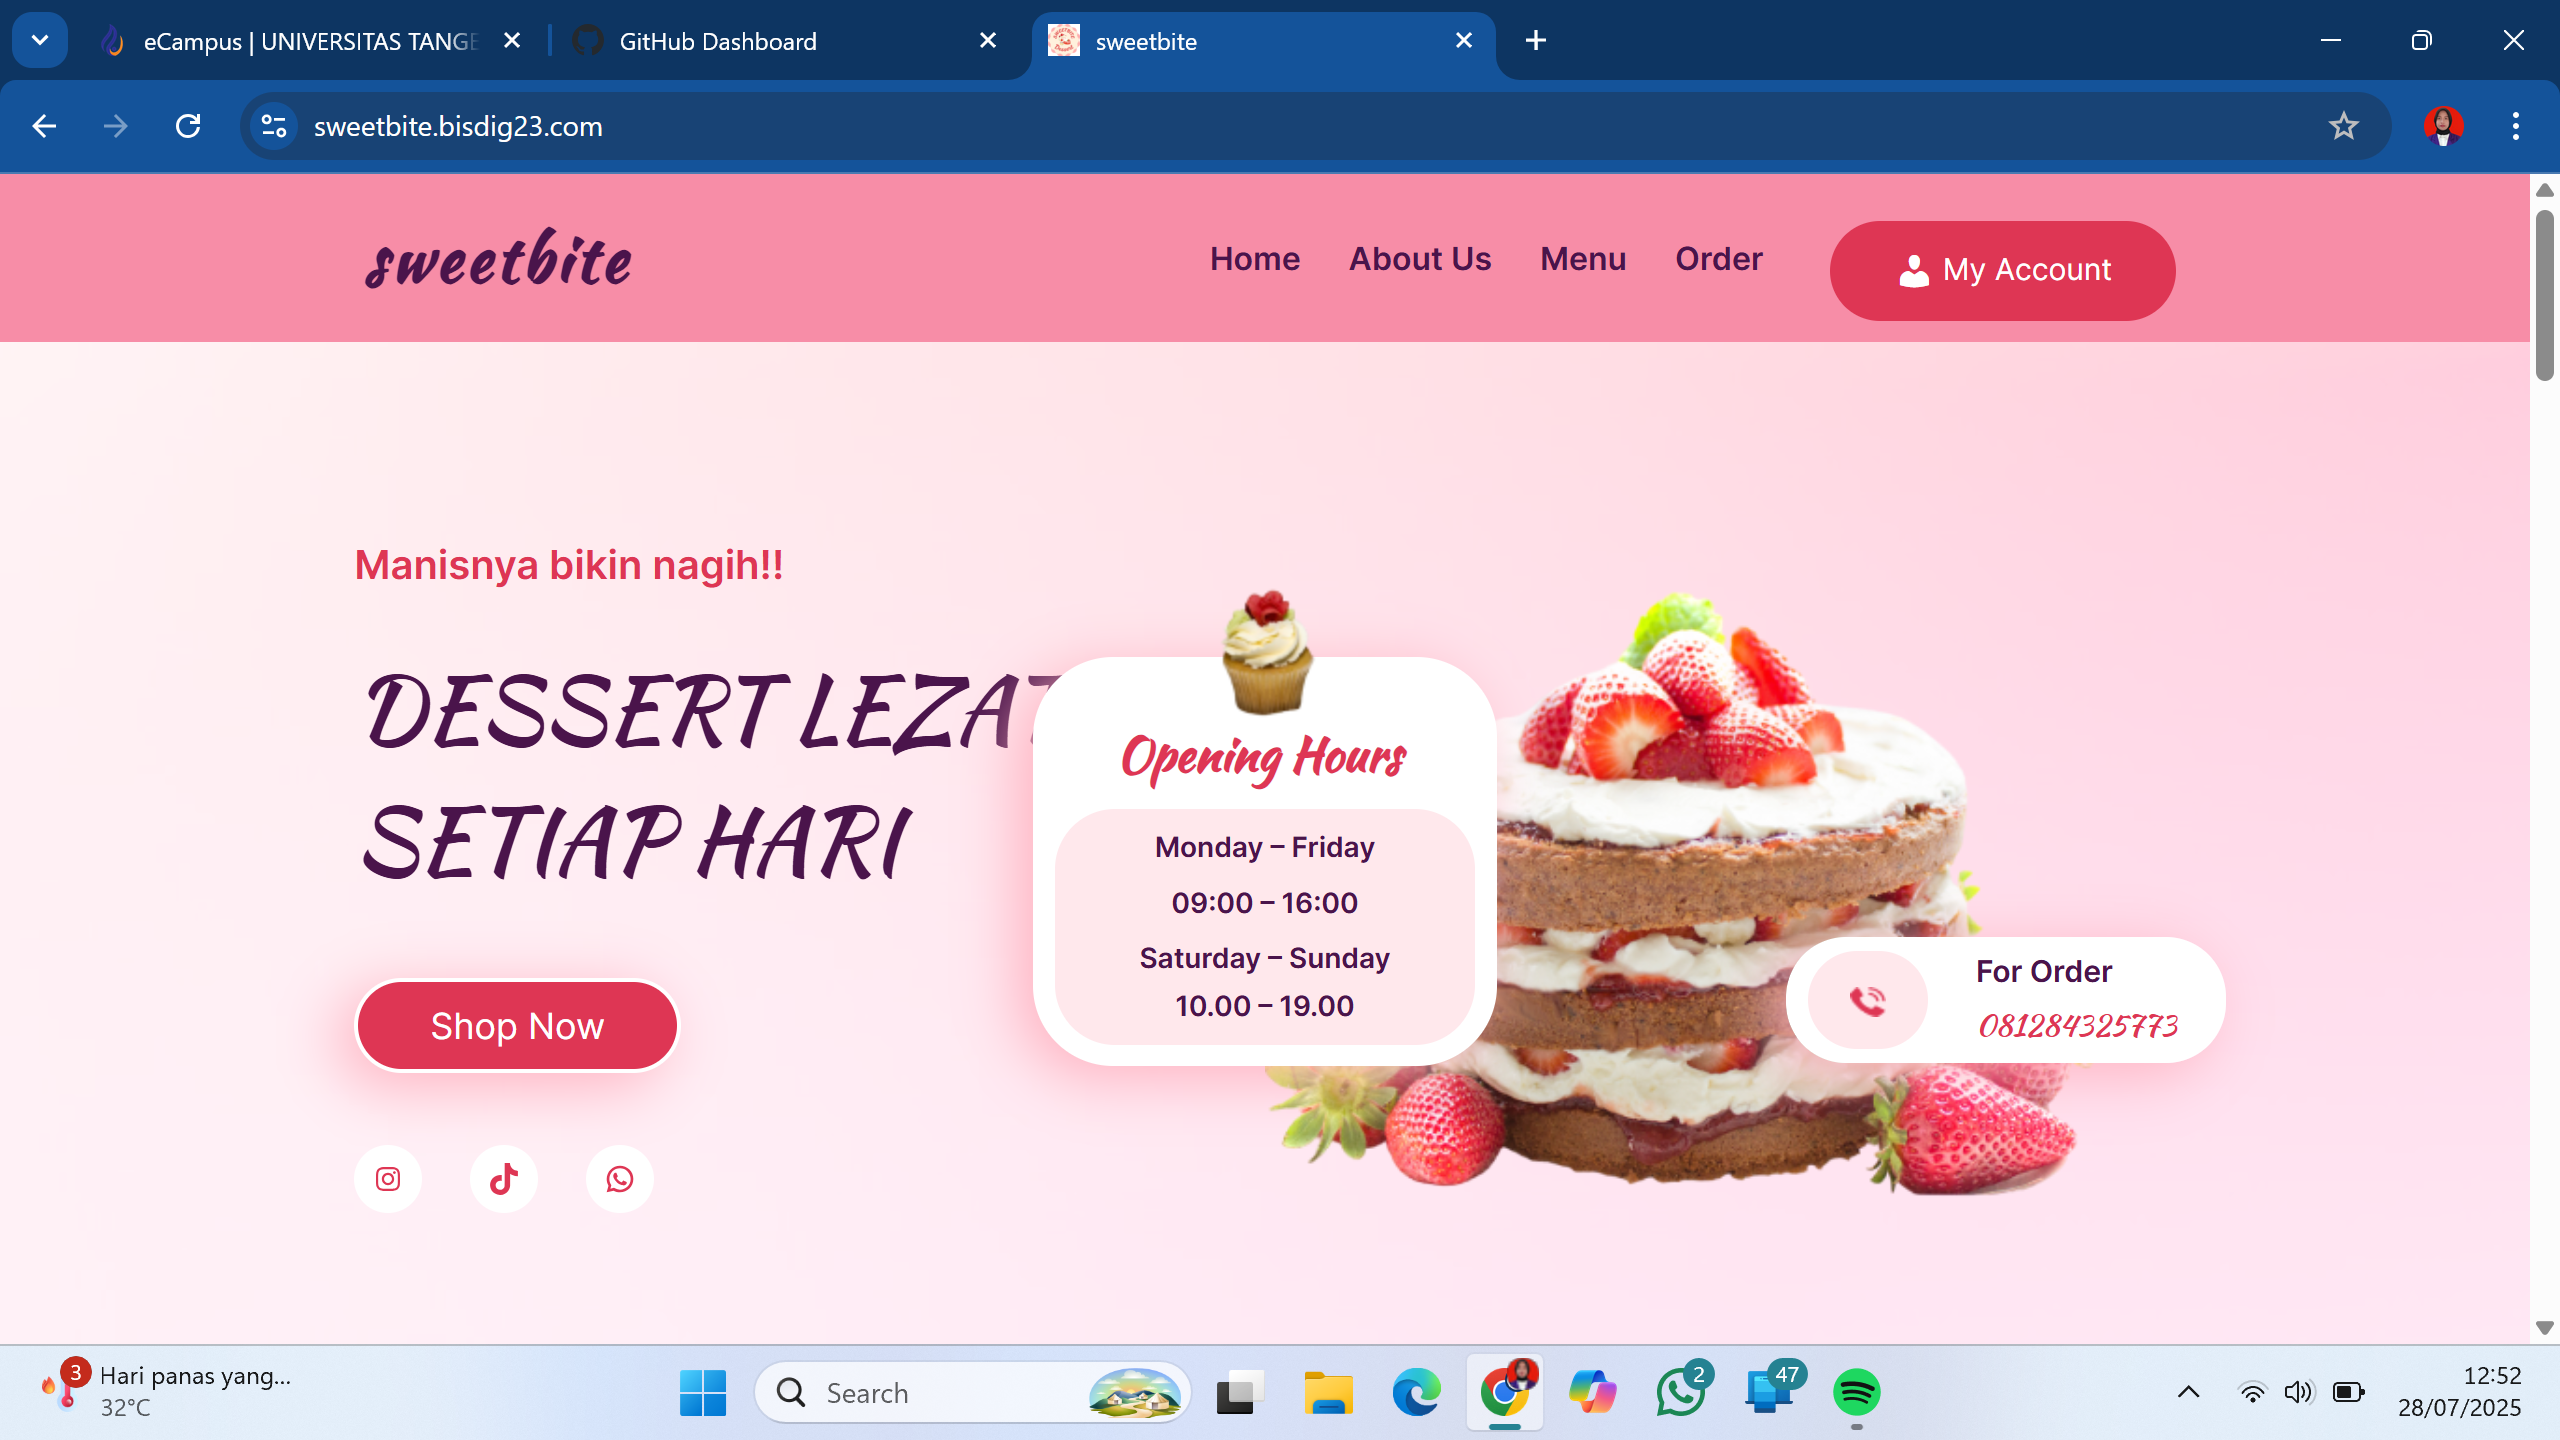 eCampus | UNIVERSITAS TANGE
GitHub Dashboard
sweetbite
sweetbite.bisdig23.com
sweetbite
Home
About Us
Menu
Order
My Account
Manisnya bikin nagih!!
DESSERT LEZAT
SETIAP HARI
Shop Now
Opening Hours
Monday – Friday
09:00 – 16:00
Saturday – Sunday
10.00 – 19.00
For Order
081284325773
3
Hari panas yang...
32°C
Search
2
47
12:52
28/07/2025